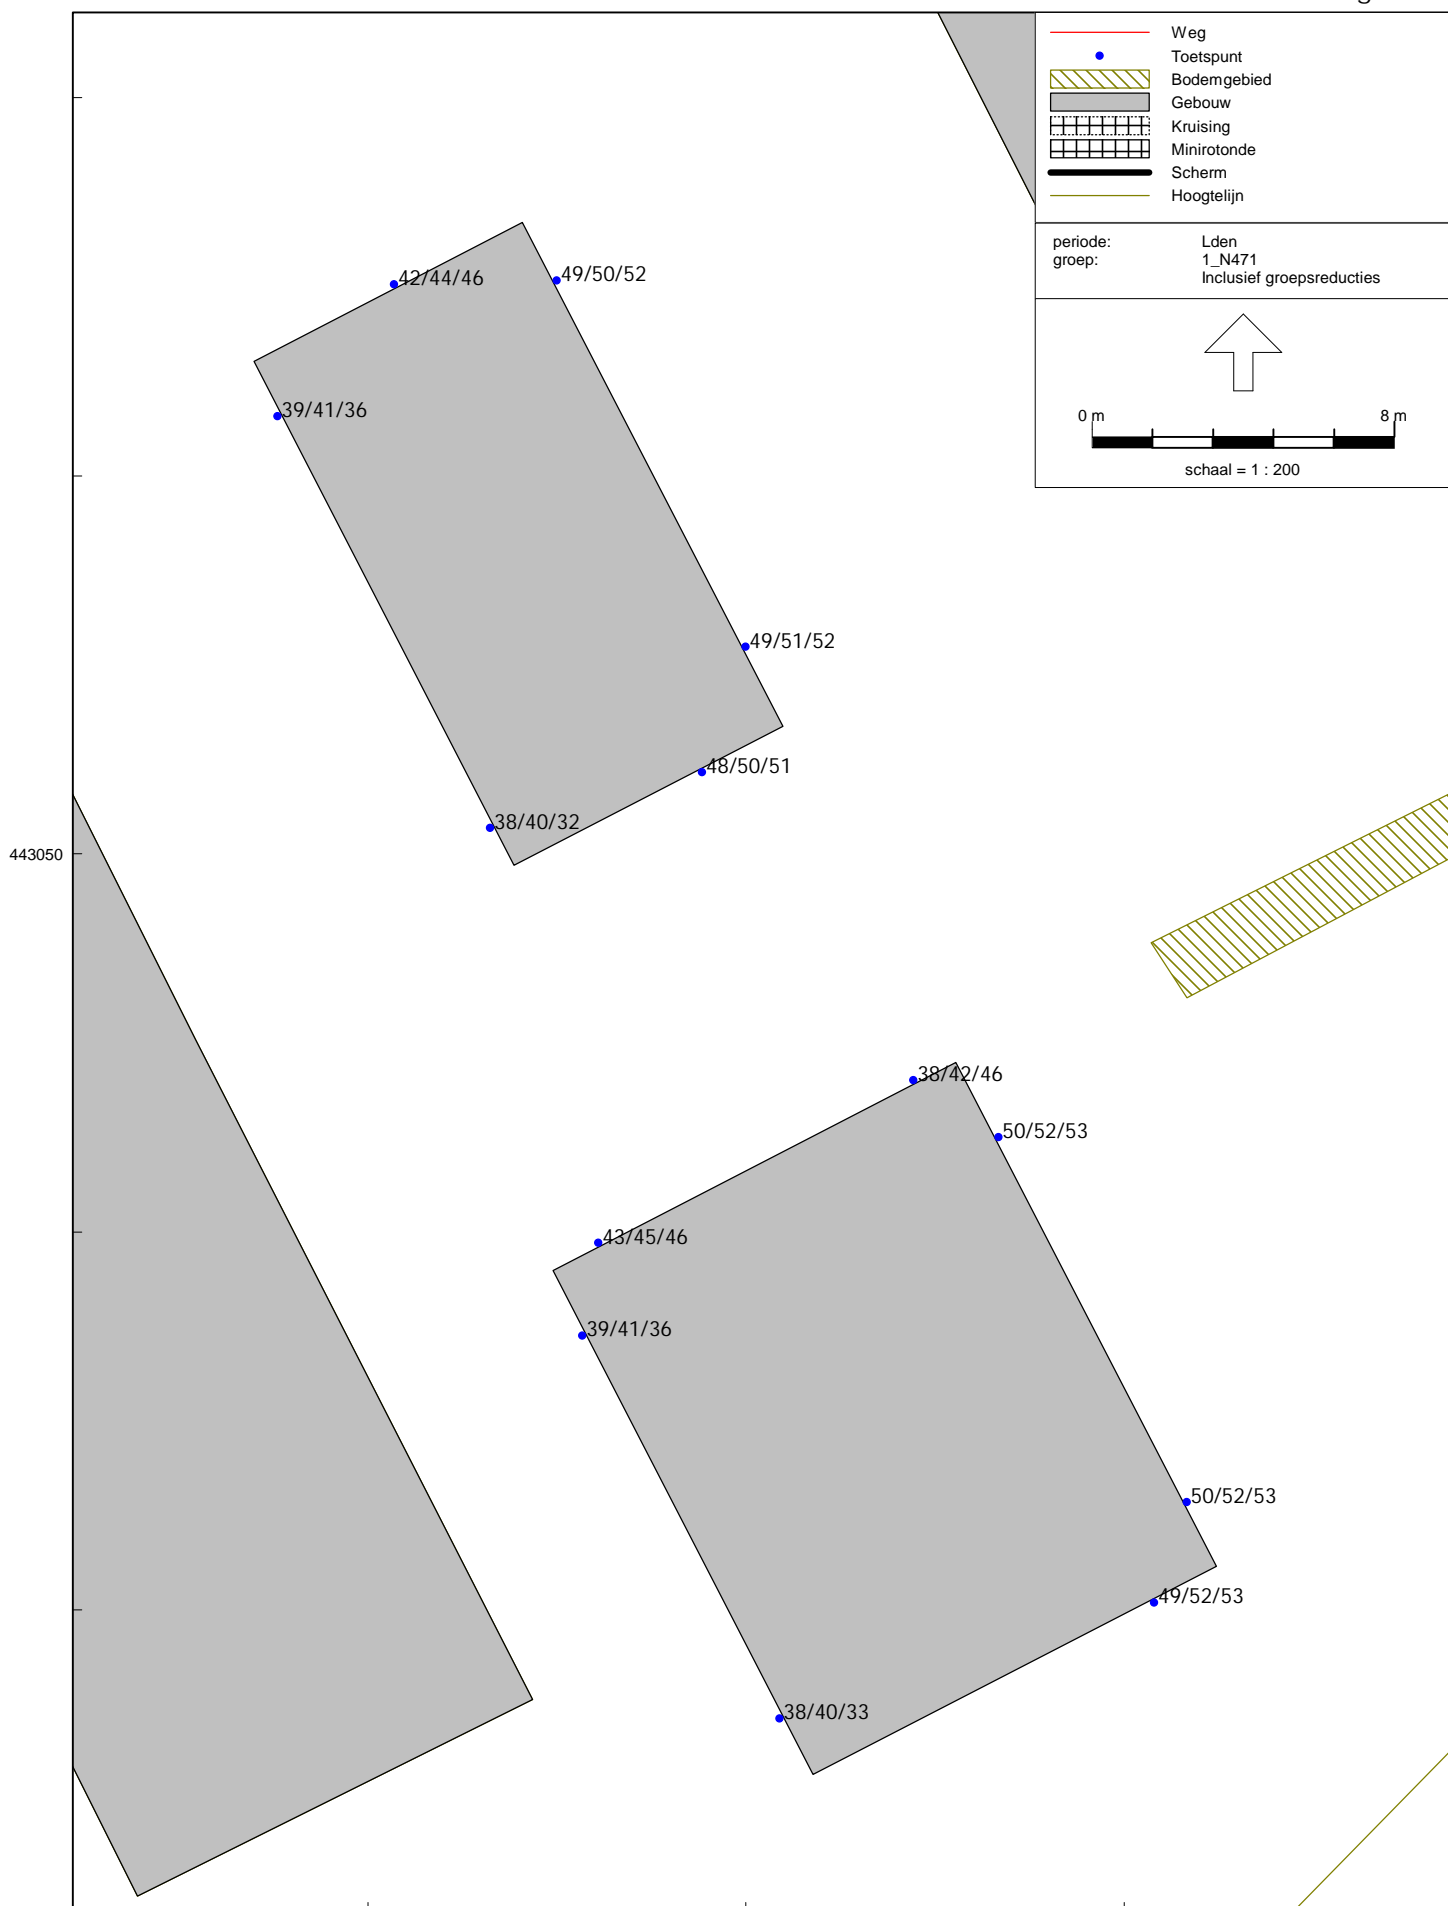 Weg
Toetspunt
Bodemgebied
Gebouw
Kruising
Minirotonde
Scherm
Hoogtelijn
periode: Lden
groep: 1_N471
Inclusief groepsreducties
0 m 8 m
schaal = 1 : 200
42/44/46
49/50/52
39/41/36
49/51/52
48/50/51
38/40/32
443050
38/42/46
50/52/53
43/45/46
39/41/36
50/52/53
49/52/53
38/40/33